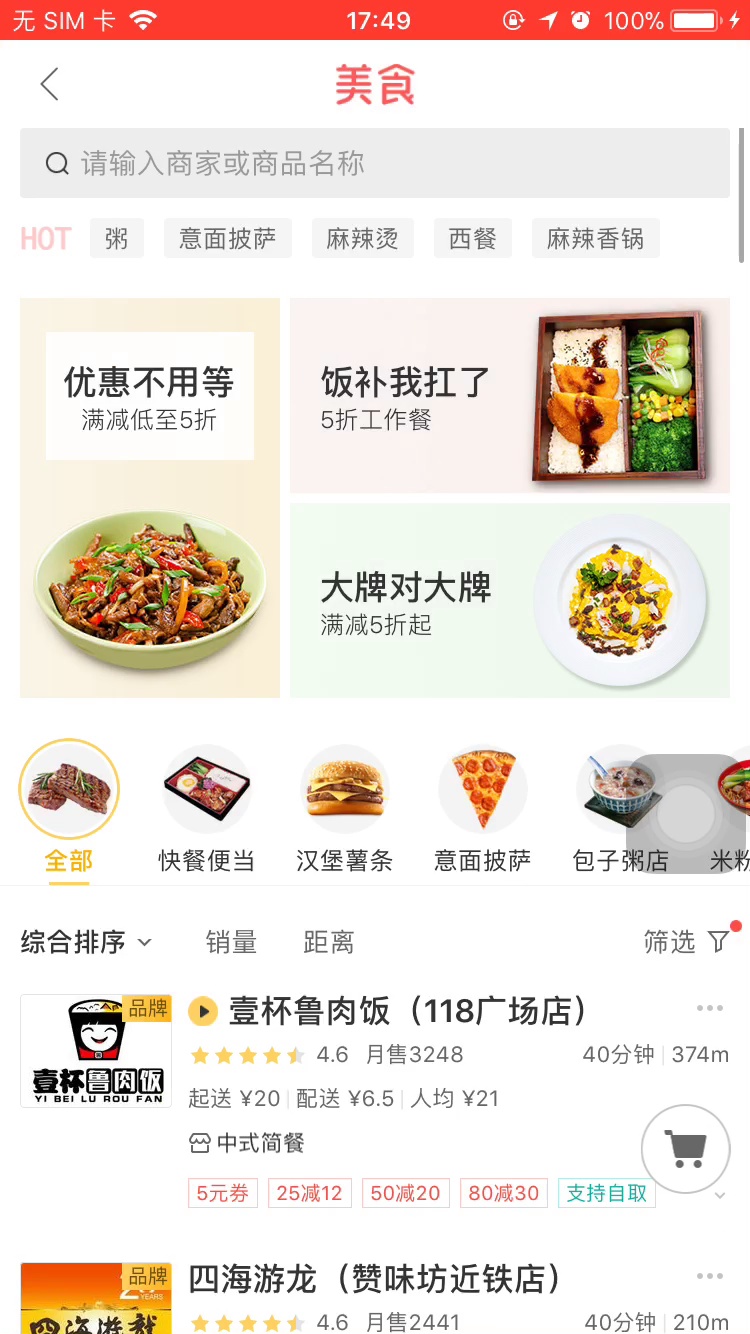 无 SIM 卡 17:49 100%
美食
请输入商家或商品名称
HOT 粥 意面披萨 麻辣烫 西餐 麻辣香锅
优惠不用等
满减低至5折
饭补我扛了
5折工作餐
大牌对大牌
满减5折起
全部 快餐便当 汉堡薯条 意面披萨 包子粥店 米粉
综合排序 销量 距离 筛选
品牌
壹杯鲁肉饭
YI BEI LU ROU FAN
壹杯鲁肉饭（118广场店）
4.6 月售3248 40分钟 374m
起送 ¥20 配送 ¥6.5 人均 ¥21
中式简餐
5元券 25减12 50减20 80减30 支持自取
品牌
YEARS
四海游龍
四海游龙（赞味坊近铁店）
4.6 月售2441 40分钟 210m